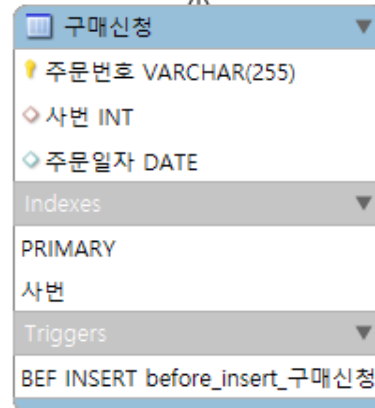 구매신청
주문번호 VARCHAR(255)
사번 INT
주문일자 DATE
Indexes
PRIMARY
사번
Triggers
BEF INSERT before_insert_구매신청